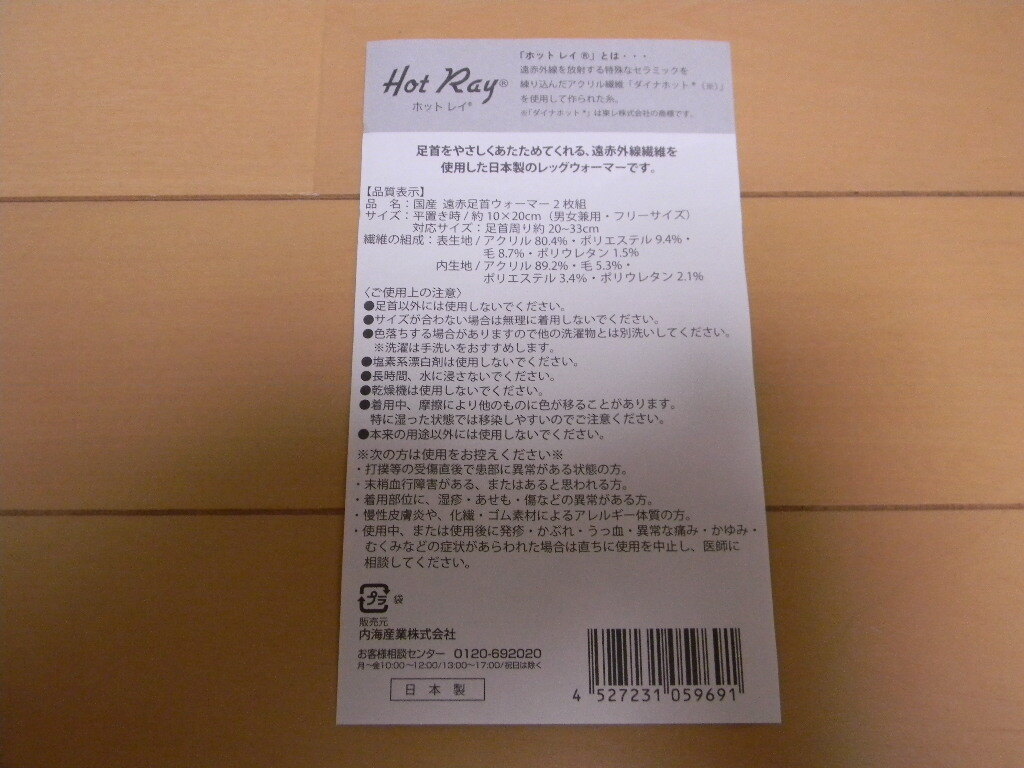 Hot Ray®
ホットレイ®
「ホットレイ®」とは・・・
遠赤外線を放射する特殊なセラミックを
練り込んだアクリル繊維「ダイナホット*（※）」
を使用して作られた糸。
※「ダイナホット*」は東レ株式会社の商標です。
足首をやさしくあたためてくれる、遠赤外線繊維を
使用した日本製のレッグウォーマーです。
【品質表示】
品　名：国産 遠赤足首ウォーマー２枚組
サイズ：平置き時 / 約 10×20cm（男女兼用・フリーサイズ）
対応サイズ：足首周り約 20~33cm
繊維の組成：表生地 / アクリル 80.4%・ポリエステル 9.4%・
毛 8.7%・ポリウレタン 1.5%
内生地 / アクリル 89.2%・毛 5.3%・
ポリエステル 3.4%・ポリウレタン 2.1%
〈ご使用上の注意〉
●足首以外には使用しないでください。
●サイズが合わない場合は無理に着用しないでください。
●色落ちする場合がありますので他の洗濯物とは別洗いしてください。
※洗濯は手洗いをおすすめします。
●塩素系漂白剤は使用しないでください。
●長時間、水に浸さないでください。
●乾燥機は使用しないでください。
●着用中、摩擦により他のものに色が移ることがあります。
特に湿った状態では移染しやすいのでご注意ください。
●本来の用途以外には使用しないでください。
※次の方は使用をお控えください※
・打撲等の受傷直後で患部に異常がある状態の方。
・末梢血行障害がある、またはあると思われる方。
・着用部位に、湿疹・あせも・傷などの異常がある方。
・慢性皮膚炎や、化繊・ゴム素材によるアレルギー体質の方。
・使用中、または使用後に発疹・かぶれ・うっ血・異常な痛み・かゆみ・
むくみなどの症状があらわれた場合は直ちに使用を中止し、医師に
相談してください。
プラ 袋
販売元
内海産業株式会社
お客様相談センター 0120-692020
月～金10:00～12:00/13:00～17:00/祝日は除く
日本製
4 527231 059691